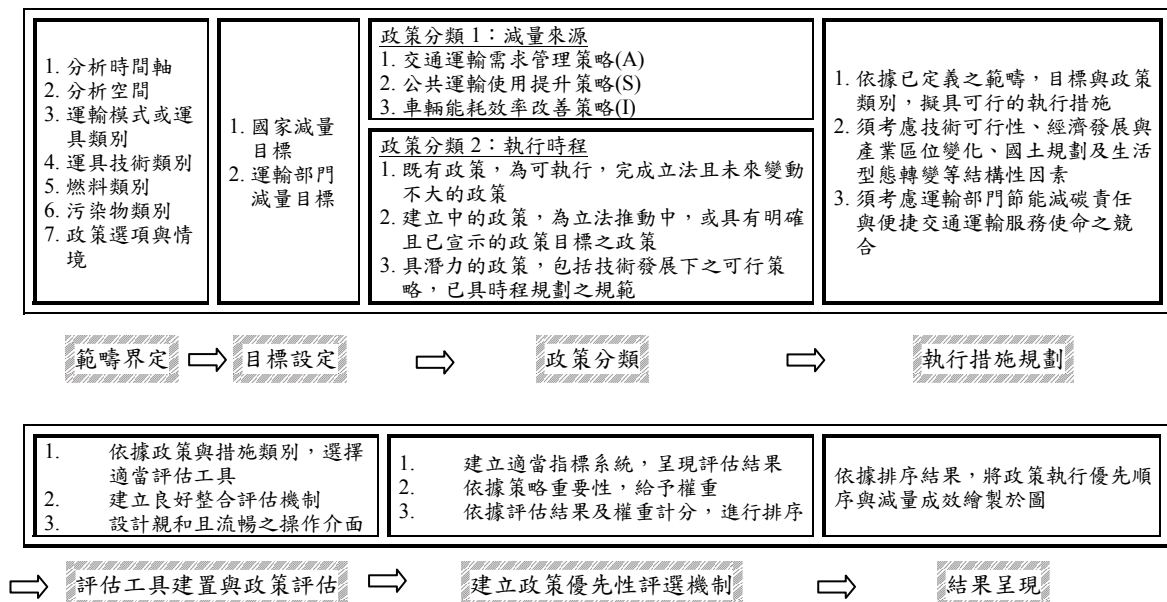 1. 分析時間軸
2. 分析空間
3. 運輸模式或運
具類別
4. 運具技術類別
5. 燃料類別
6. 污染物類別
7. 政策選項與情
境
1. 國家減量
目標
2. 運輸部門
減量目標
政策分類 1：減量來源
1. 交通運輸需求管理策略(A)
2. 公共運輸使用提升策略(S)
3. 車輛能耗效率改善策略(I)
政策分類 2：執行時程
1. 既有政策，為可執行，完成立法且未來變動
不大的政策
2. 建立中的政策，為立法推動中，或具有明確
且已宣示的政策目標之政策
3. 具潛力的政策，包括技術發展下之可行策
略，已具時程規劃之規範
1. 依據已定義之範疇，目標與政策
類別，擬具可行的執行措施
2. 須考慮技術可行性、經濟發展與
產業區位變化、國土規劃及生活
型態轉變等結構性因素
3. 須考慮運輸部門節能減碳責任
與便捷交通運輸服務使命之競
合
範疇界定
目標設定
政策分類
執行措施規劃
1. 依據政策與措施類別，選擇
適當評估工具
2. 建立良好整合評估機制
3. 設計親和且流暢之操作介面
1. 建立適當指標系統，呈現評估結果
2. 依據策略重要性，給予權重
3. 依據評估結果及權重計分，進行排序
依據排序結果，將政策執行優先順
序與減量成效繪製於圖
評估工具建置與政策評估
建立政策優先性評選機制
結果呈現